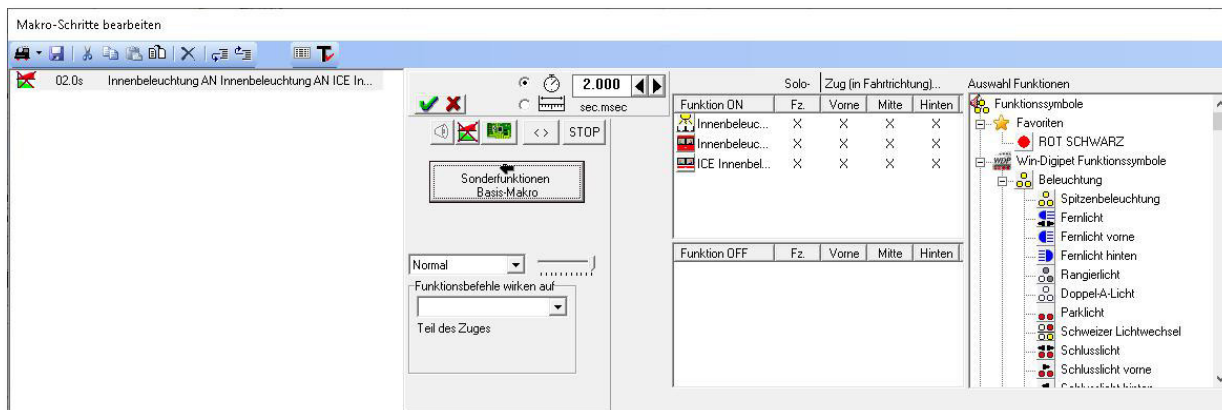 Makro-Schritte bearbeiten
02.0s Innenbeleuchtung AN Innenbeleuchtung AN ICE In...
2.000
sec.msec
< > STOP
Sonderfunktionen
Basis-Makro
Normal
Funktionsbefehle wirken auf
Teil des Zuges
Solo- Zug (in Fahrtrichtung)...
Funktion ON Fz. Vorne Mitte Hinten
Innenbeleuc... X X X X
Innenbeleuc... X X X X
ICE Innenbel... X X X X
Funktion OFF Fz. Vorne Mitte Hinten
Auswahl Funktionen
Funktionssymbole
Favoriten
ROT SCHWARZ
WDP Win-Digipet Funktionssymbole
Beleuchtung
Spitzenbeleuchtung
Fernlicht
Fernlicht vorne
Fernlicht hinten
Rangierlicht
Doppel-A-Licht
Parklicht
Schweizer Lichtwechsel
Schlusslicht
Schlusslicht vorne
Schlusslicht hinten